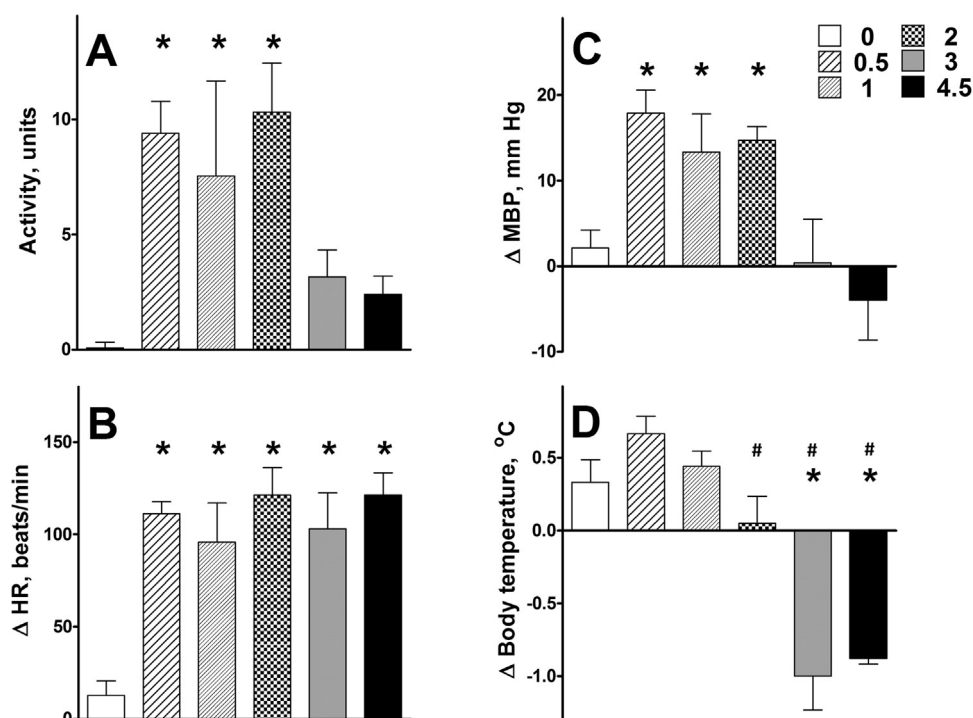 A
* * *
10
5
0
Activity, units
B
* * * * *
150
100
50
0
Δ HR, beats/min
C
* * *
20
10
0
-10
Δ MBP, mm Hg
0 2
0.5 3
1 4.5
D
# # #
* *
0.5
0.0
-0.5
-1.0
Δ Body temperature, °C